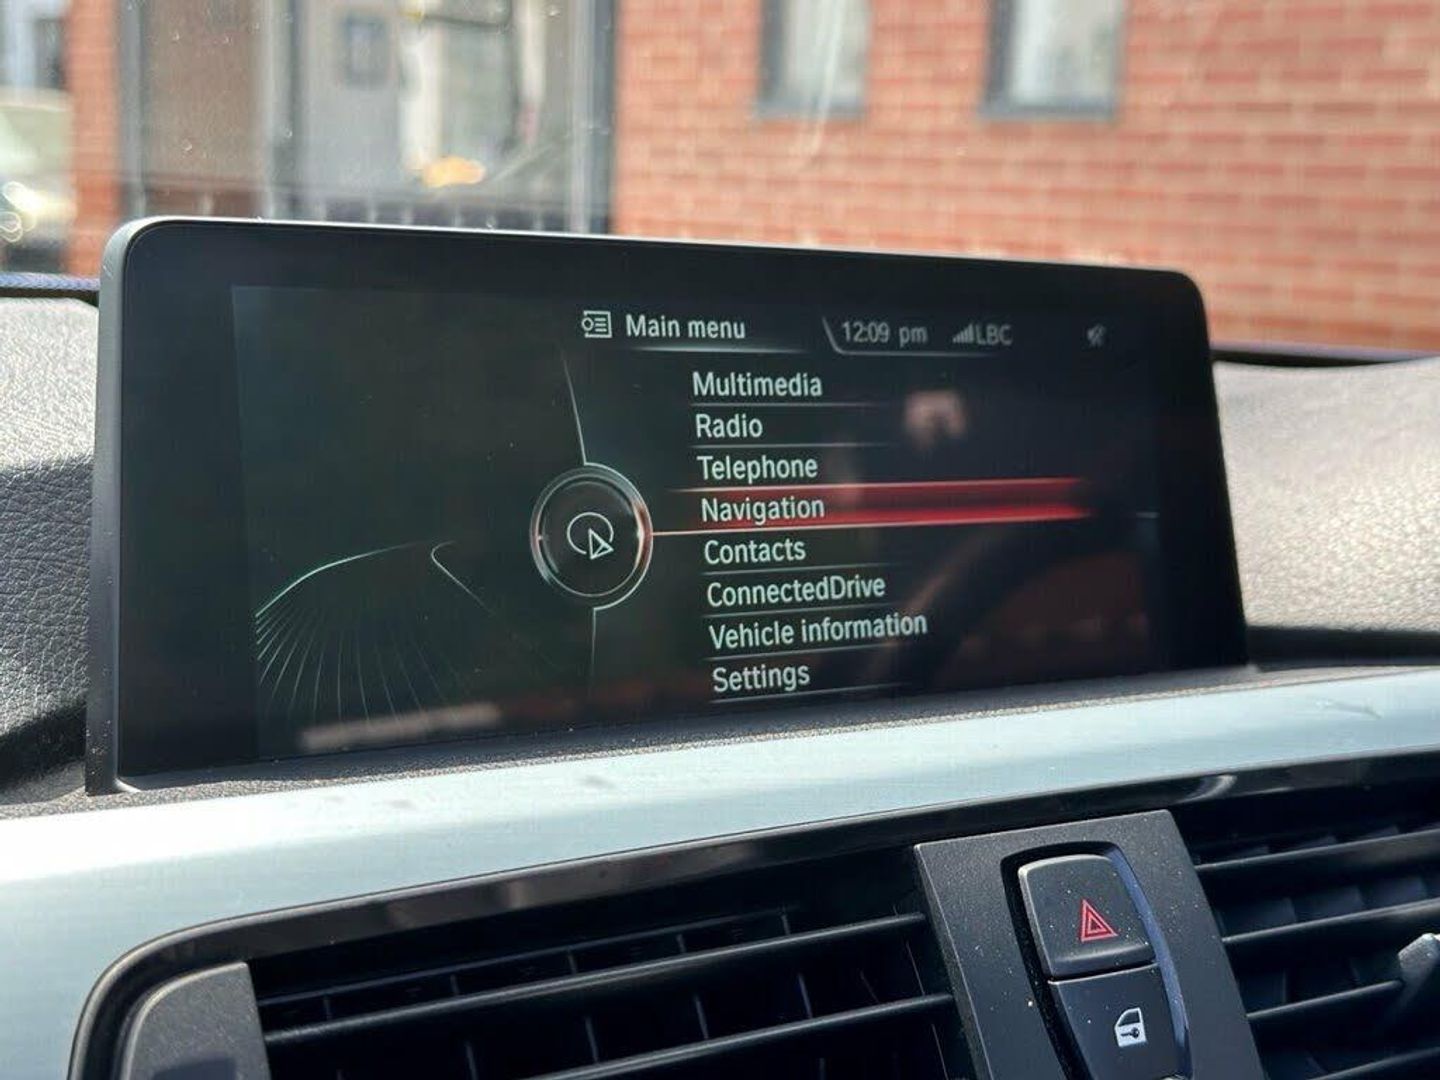 Main menu
12:09 pm LBC
Multimedia
Radio
Telephone
Navigation
Contacts
ConnectedDrive
Vehicle information
Settings